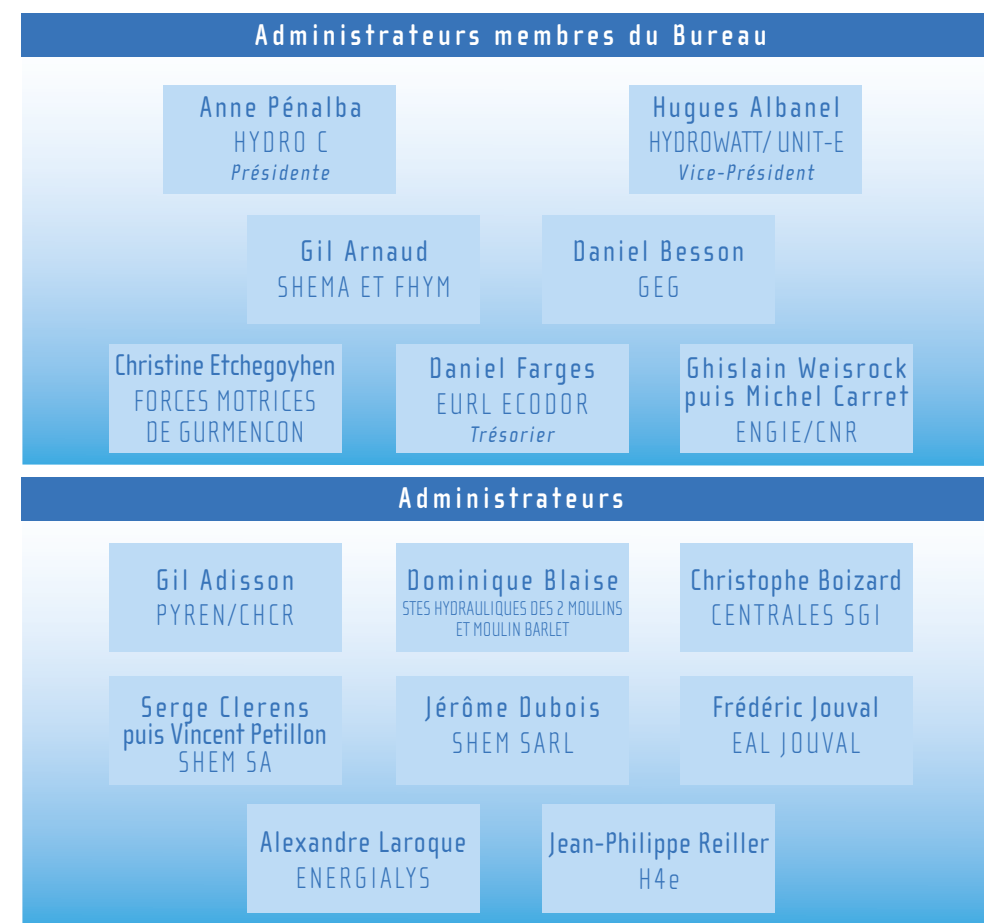 Administrateurs membres du Bureau
Anne Pénalba
HYDRO C
Présidente
Hugues Albanel
HYDROWATT/ UNIT-E
Vice-Président
Gil Arnaud
SHEMA ET FHYM
Daniel Besson
GEG
Christine Etchegoyhen
FORCES MOTRICES
DE GURMENCON
Daniel Farges
EURL ECODOR
Trésorier
Ghislain Weisrock
puis Michel Carret
ENGIE/CNR
Administrateurs
Gil Adisson
PYREN/CHCR
Dominique Blaise
STES HYDRAULIQUES DES 2 MOULINS
ET MOULIN BARLET
Christophe Boizard
CENTRALES SGI
Serge Clerens
puis Vincent Petillon
SHEM SA
Jérôme Dubois
SHEM SARL
Frédéric Jouval
EAL JOUVAL
Alexandre Laroque
ENERGIALYS
Jean-Philippe Reiller
H4e